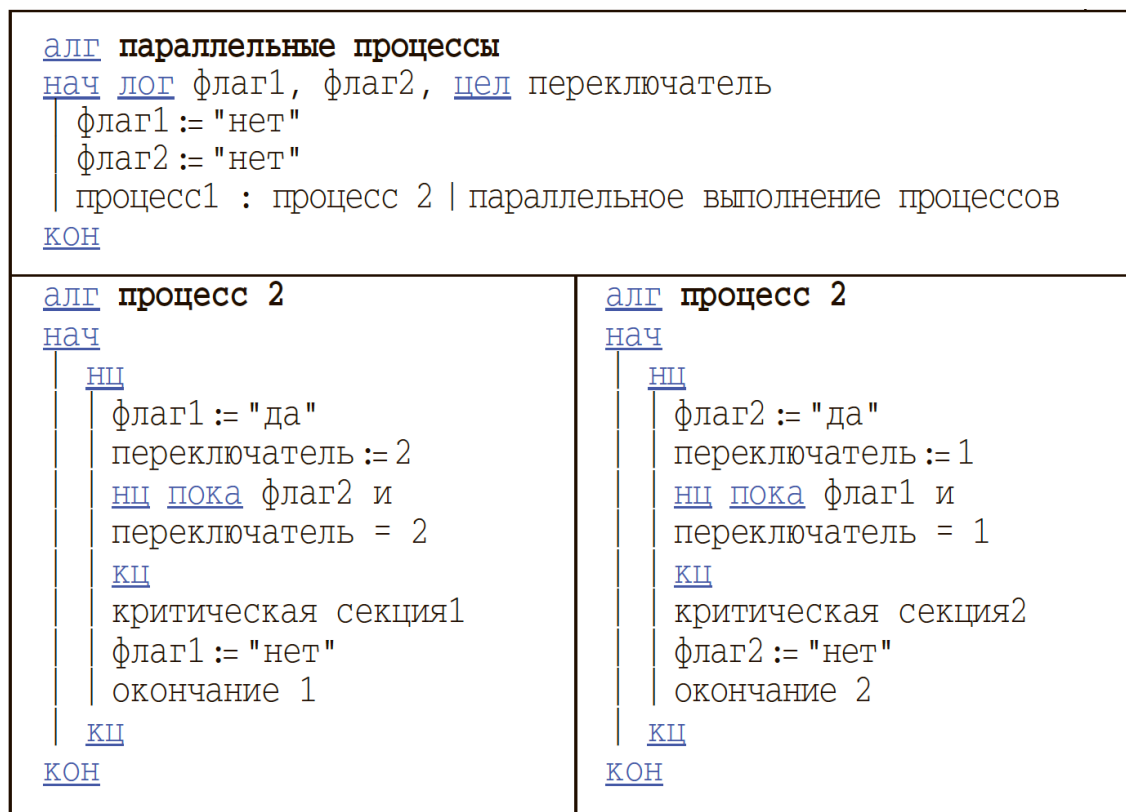 алг параллельные процессы
нач лог флаг1, флаг2, цел переключатель
флаг1 := "нет"
флаг2 := "нет"
процесс1 : процесс 2 | параллельное выполнение процессов
кон
алг процесс 2
нач
нц
флаг1 := "да"
переключатель := 2
нц пока флаг2 и
переключатель = 2
кц
критическая секция1
флаг1 := "нет"
окончание 1
кц
кон
алг процесс 2
нач
нц
флаг2 := "да"
переключатель := 1
нц пока флаг1 и
переключатель = 1
кц
критическая секция2
флаг2 := "нет"
окончание 2
кц
кон